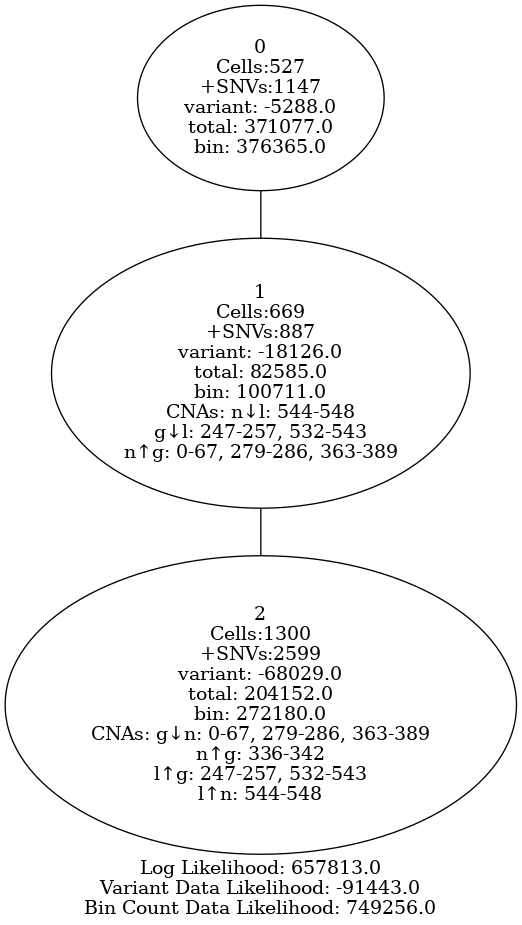 0
Cells:527
+SNVs:1147
variant: -5288.0
total: 371077.0
bin: 376365.0
1
Cells:669
+SNVs:887
variant: -18126.0
total: 82585.0
bin: 100711.0
CNAs: n↓l: 544-548
g↓l: 247-257, 532-543
n↑g: 0-67, 279-286, 363-389
2
Cells:1300
+SNVs:2599
variant: -68029.0
total: 204152.0
bin: 272180.0
CNAs: g↓n: 0-67, 279-286, 363-389
n↑g: 336-342
l↑g: 247-257, 532-543
l↑n: 544-548
Log Likelihood: 657813.0
Variant Data Likelihood: -91443.0
Bin Count Data Likelihood: 749256.0